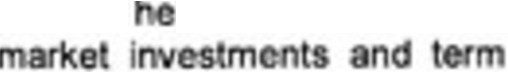 he
market investments and term